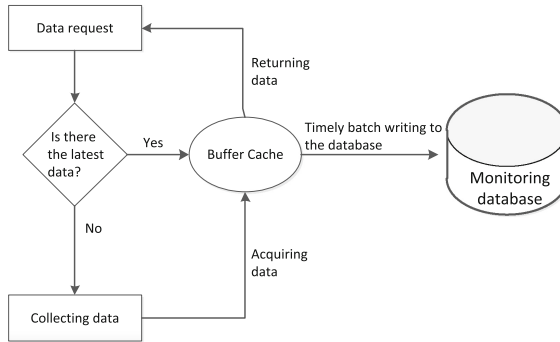 Data request
Returning
data
Is there
the latest
data?
Yes
Buffer Cache
Timely batch writing to
the database
Monitoring
database
No
Acquiring
data
Collecting data